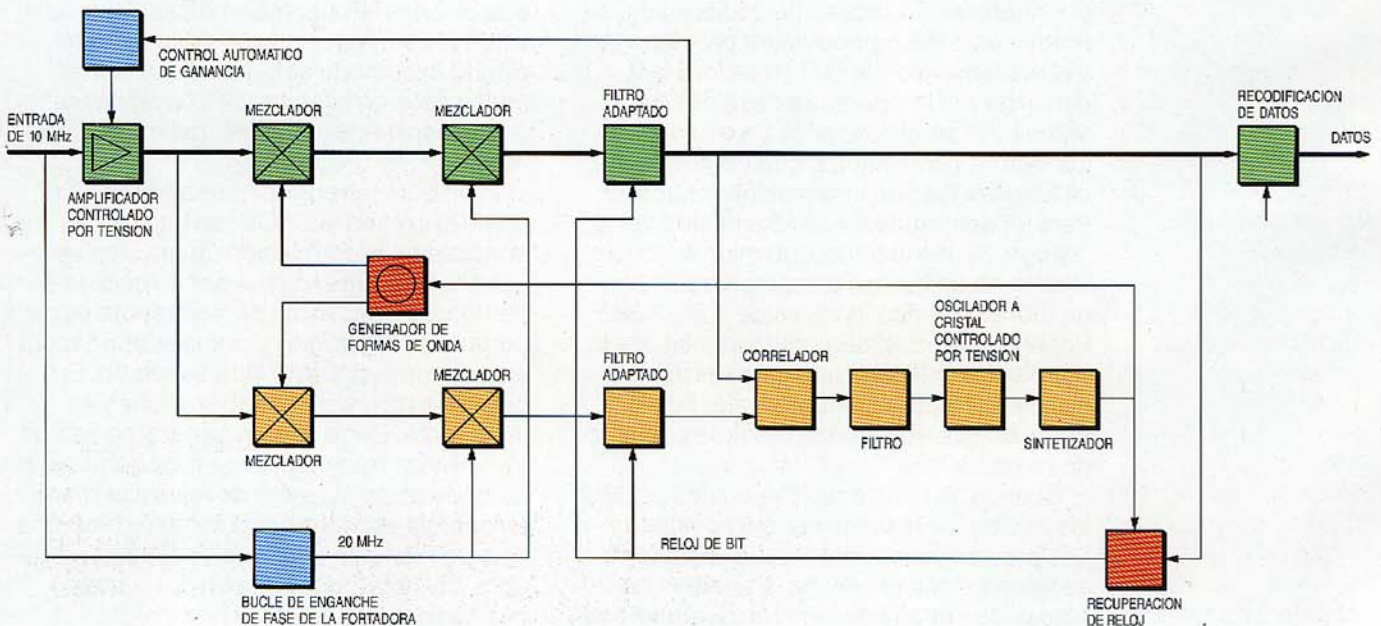 CONTROL AUTOMATICO
DE GANANCIA
ENTRADA
DE 10 MHz
MEZCLADOR
MEZCLADOR
FILTRO
ADAPTADO
RECODIFICACION
DE DATOS
DATOS
AMPLIFICADOR
CONTROLADO
POR TENSION
GENERADOR DE
FORMAS DE ONDA
MEZCLADOR
FILTRO
ADAPTADO
CORRELADOR
OSCILADOR A
CRISTAL
CONTROLADO
POR TENSION
MEZCLADOR
FILTRO
SINTETIZADOR
20 MHz
RELOJ DE BIT
BUCLE DE ENGANCHE
DE FASE DE LA FORTADORA
RECUPERACION
DE RELOJ